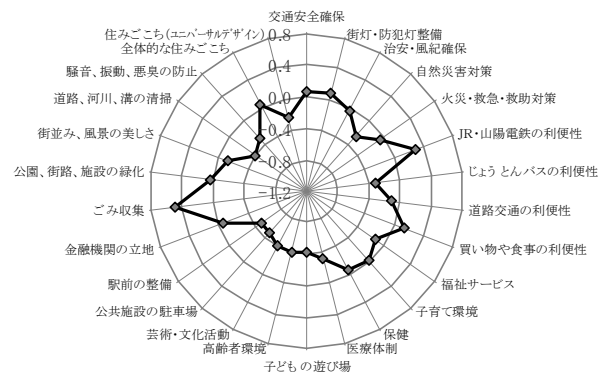 交通安全確保
住みごこち（ユニバーサルデザイン）
0.8
街灯・防犯灯整備
全体的な住みごこち
治安・風紀確保
騒音、振動、悪臭の防止
0.4
自然災害対策
道路、河川、溝の清掃
0.0
火災・救急・救助対策
街並み、風景の美しさ
-0.4
JR・山陽電鉄の利便性
公園、街路、施設の緑化
-0.8
じょうとんバスの利便性
-1.2
ごみ収集
道路交通の利便性
金融機関の立地
買い物や食事の利便性
駅前の整備
福祉サービス
公共施設の駐車場
子育て環境
芸術・文化活動
保健
高齢者環境
医療体制
子どもの遊び場